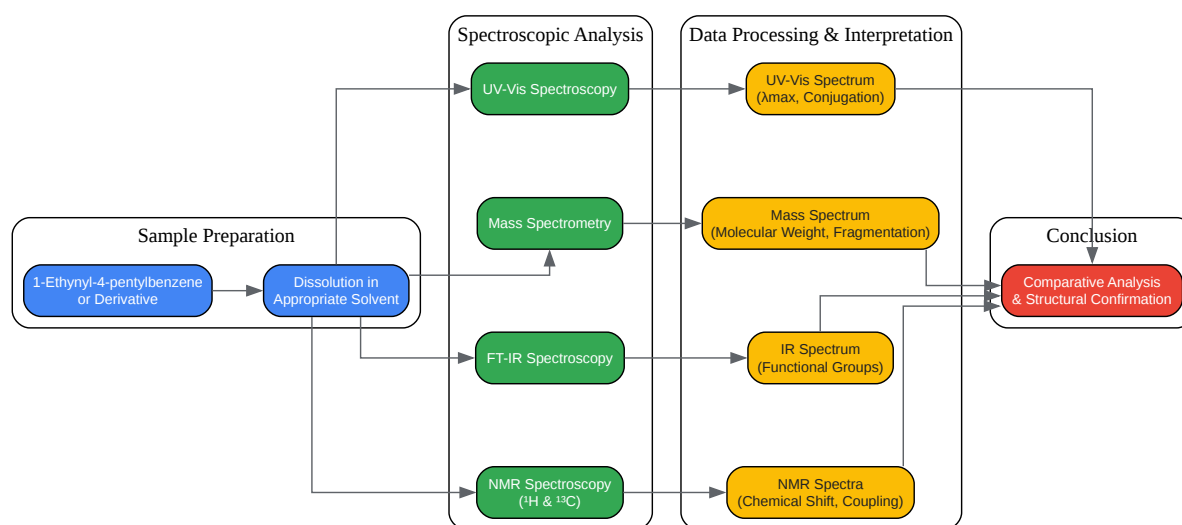 Sample Preparation
1-Ethynyl-4-pentylbenzene
or Derivative
Dissolution in
Appropriate Solvent
Spectroscopic Analysis
UV-Vis Spectroscopy
Mass Spectrometry
FT-IR Spectroscopy
NMR Spectroscopy
(¹H & ¹³C)
Data Processing & Interpretation
UV-Vis Spectrum
(λmax, Conjugation)
Mass Spectrum
(Molecular Weight, Fragmentation)
IR Spectrum
(Functional Groups)
NMR Spectra
(Chemical Shift, Coupling)
Conclusion
Comparative Analysis
& Structural Confirmation